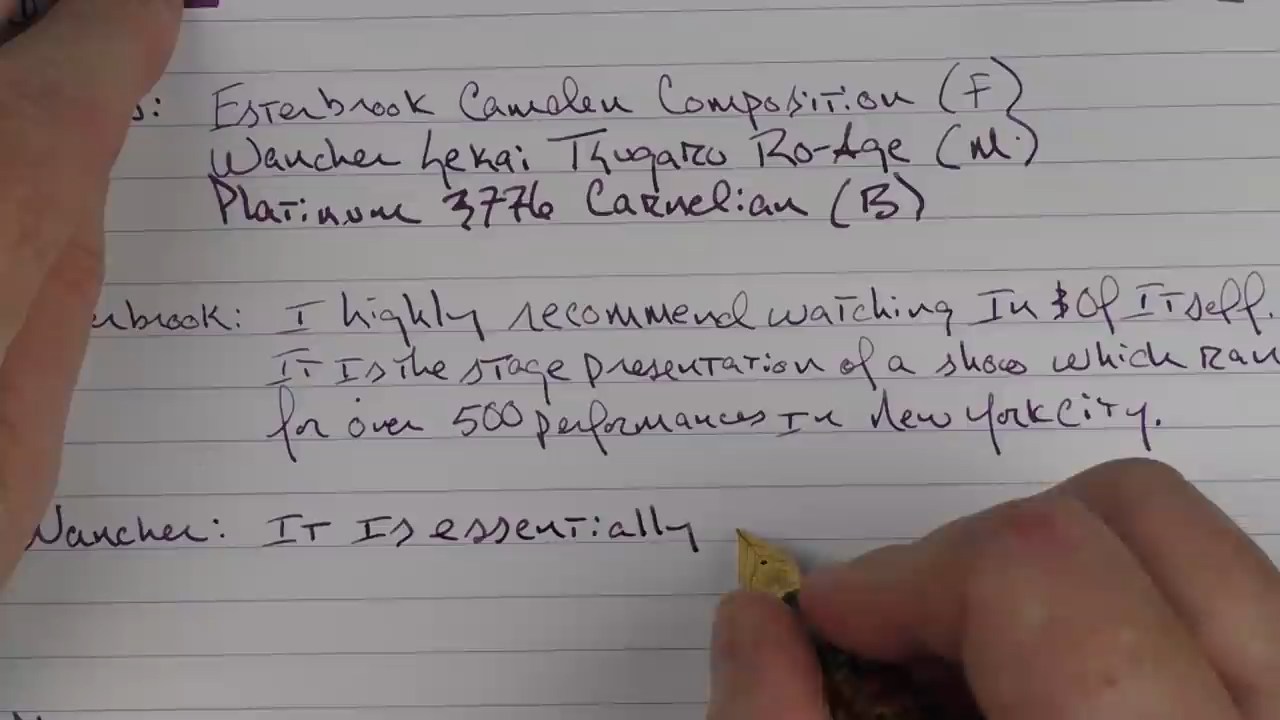 s: Esterbrook Camden Composition (F)
Wancher Sekai Tsugaru Ro-Age (M)
Platinum 3776 Carnelian (B)
erbrook: I highly recommend watching In & Of Itself.
It Is the stage presentation of a show which ran
for over 500 performances In New York City.
Wancher: It Is essentially